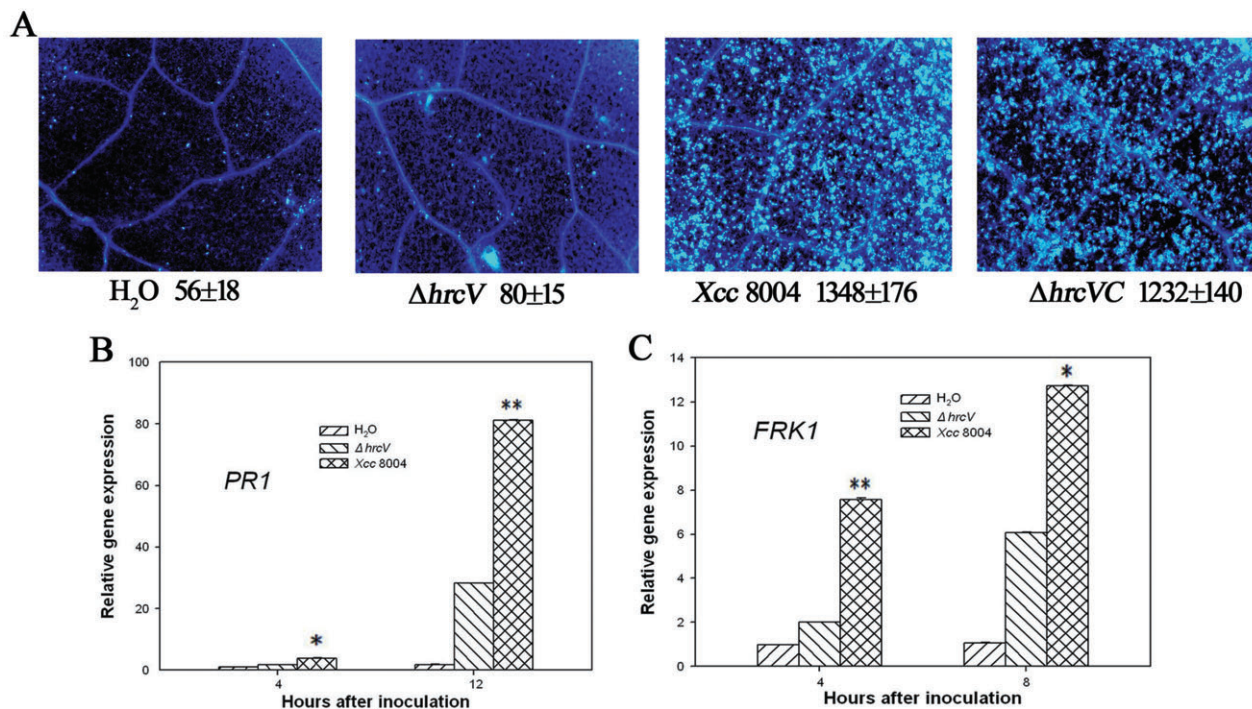 A
H₂O 56±18
ΔhrcV 80±15
Xcc 8004 1348±176
ΔhrcVC 1232±140
B
Relative gene expression
100
80
60
40
20
0
PR1
H₂O
ΔhrcV
Xcc 8004
*
**
4
12
Hours after inoculation
C
Relative gene expression
14
12
10
8
6
4
2
0
FRK1
H₂O
ΔhrcV
Xcc 8004
**
*
4
8
Hours after inoculation